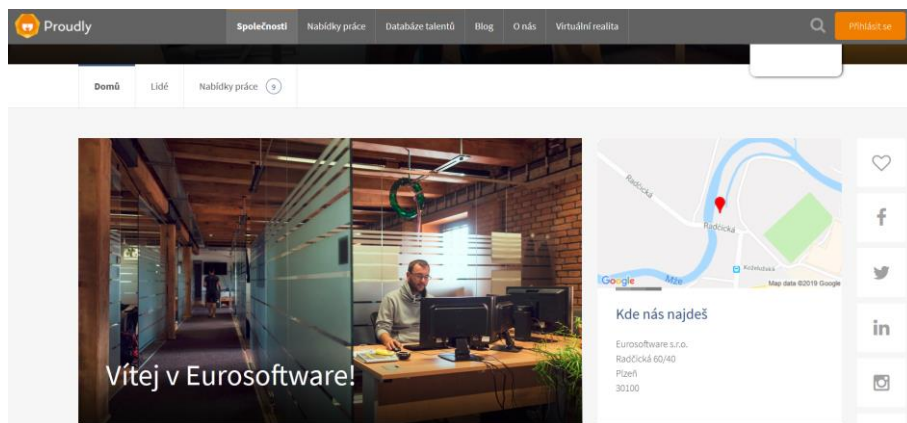 Proudly
Společnosti Nabídky práce Databáze talentů Blog O nás Virtuální realita Přihlásit se
Domů Lidé Nabídky práce 9
Radčická
Radčická
Kožlužská
Google Mže Map data ©2019 Google
Vítej v Eurosoftware!
Kde nás najdeš
Eurosoftware s.r.o.
Radčická 60/40
Plzeň
30100